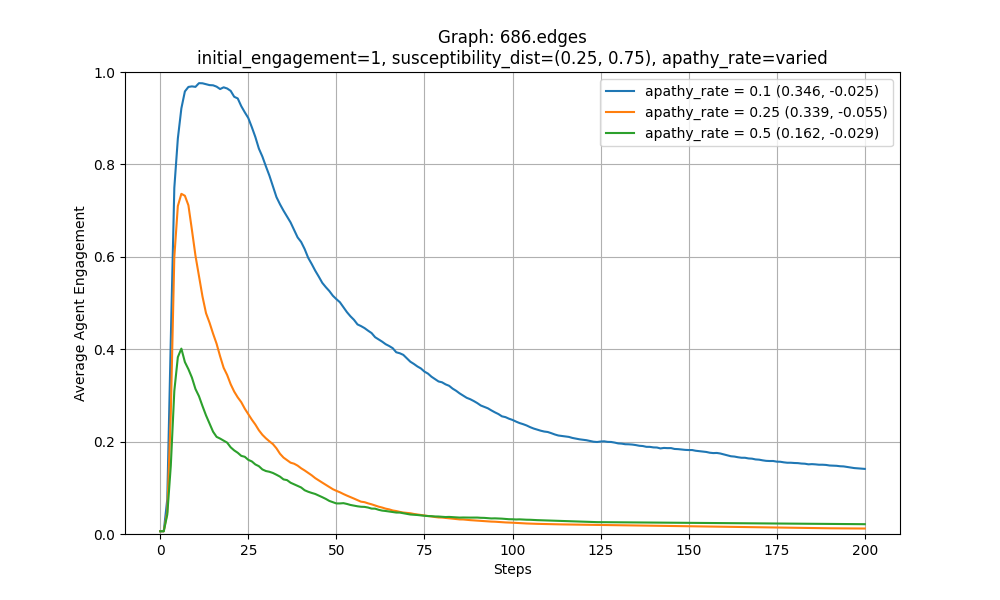 Graph: 686.edges
initial_engagement=1, susceptibility_dist=(0.25, 0.75), apathy_rate=varied
apathy_rate = 0.1 (0.346, -0.025)
apathy_rate = 0.25 (0.339, -0.055)
apathy_rate = 0.5 (0.162, -0.029)
Average Agent Engagement
1.0
0.8
0.6
0.4
0.2
0.0
0 25 50 75 100 125 150 175 200
Steps